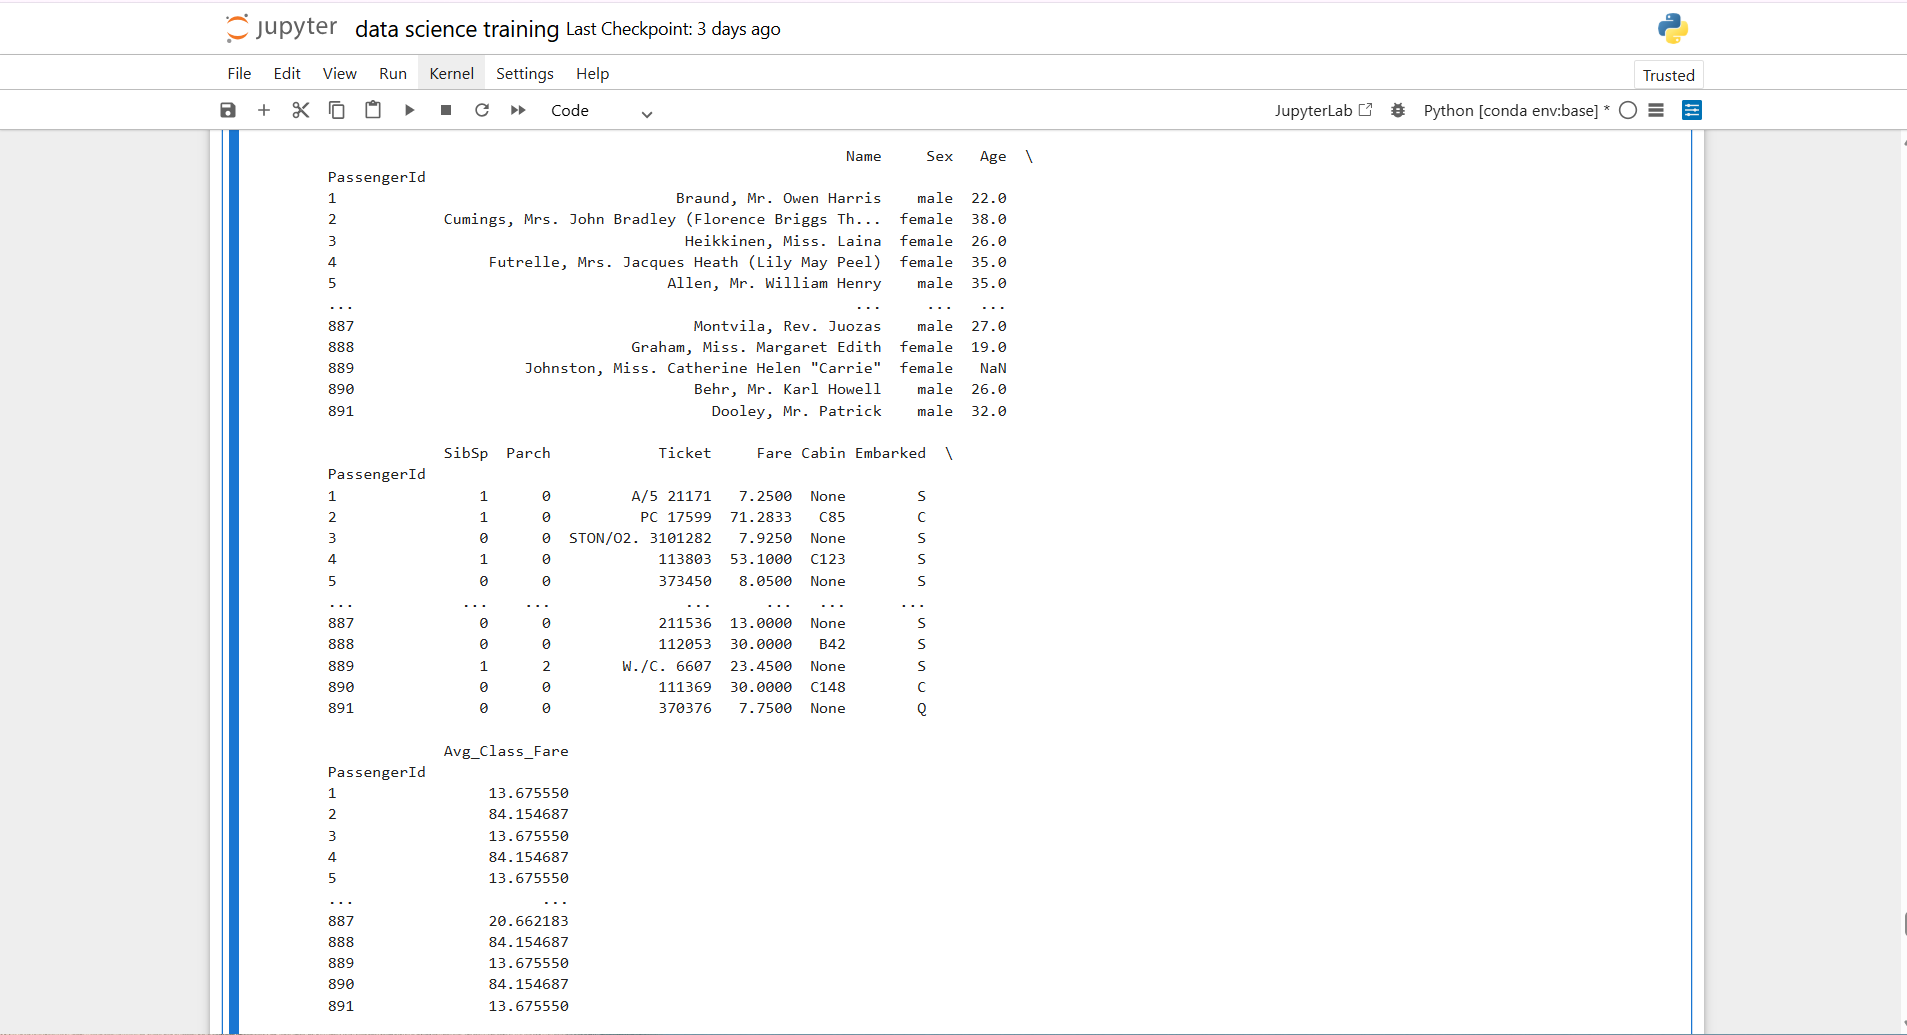 jupyter data science training Last Checkpoint: 3 days ago
File Edit View Run Kernel Settings Help Trusted
Code JupyterLab Python [conda env:base] *
Name Sex Age \
PassengerId
1 Braund, Mr. Owen Harris male 22.0
2 Cumings, Mrs. John Bradley (Florence Briggs Th... female 38.0
3 Heikkinen, Miss. Laina female 26.0
4 Futrelle, Mrs. Jacques Heath (Lily May Peel) female 35.0
5 Allen, Mr. William Henry male 35.0
... ... ... ...
887 Montvila, Rev. Juozas male 27.0
888 Graham, Miss. Margaret Edith female 19.0
889 Johnston, Miss. Catherine Helen "Carrie" female NaN
890 Behr, Mr. Karl Howell male 26.0
891 Dooley, Mr. Patrick male 32.0
SibSp Parch Ticket Fare Cabin Embarked \
PassengerId
1 1 0 A/5 21171 7.2500 None S
2 1 0 PC 17599 71.2833 C85 C
3 0 0 STON/O2. 3101282 7.9250 None S
4 1 0 113803 53.1000 C123 S
5 0 0 373450 8.0500 None S
... ... ... ... ... ... ...
887 0 0 211536 13.0000 None S
888 0 0 112053 30.0000 B42 S
889 1 2 W./C. 6607 23.4500 None S
890 0 0 111369 30.0000 C148 C
891 0 0 370376 7.7500 None Q
Avg_Class_Fare
PassengerId
1 13.675550
2 84.154687
3 13.675550
4 84.154687
5 13.675550
... ...
887 20.662183
888 84.154687
889 13.675550
890 84.154687
891 13.675550